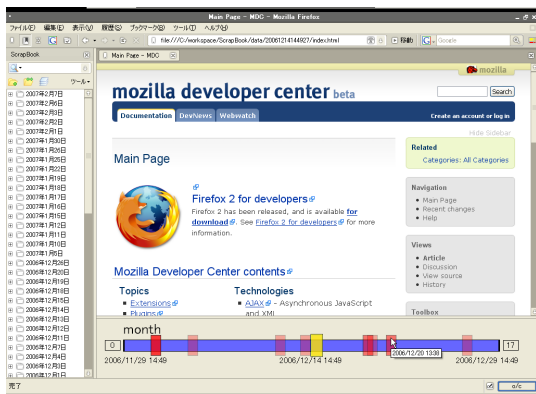 Main Page - MDC - Mozilla Firefox
ファイル(F) 編集(E) 表示(V) 履歴(S) ブックマーク(B) ツール(T) ヘルプ(H)
file:///C:/workspace/ScrapBook/data/20061214144927/index.html 移動 Google
ScrapBook
Main Page - MDC
ツール
2007年2月7日
2007年2月6日
2007年2月3日
2007年2月2日
2007年2月1日
2007年1月30日
2007年1月26日
2007年1月25日
2007年1月22日
2007年1月19日
2007年1月18日
2007年1月17日
2007年1月16日
2007年1月15日
2007年1月12日
2007年1月11日
2007年1月10日
2007年1月5日
2006年12月26日
2006年12月20日
2006年12月19日
2006年12月18日
2006年12月15日
2006年12月14日
2006年12月13日
2006年12月12日
2006年12月11日
2006年12月7日
2006年12月4日
2006年12月3日
2006年12月1日
mozilla
mozilla developer center beta
Search
Documentation DevNews Webwatch
Create an account or log in
Hide Sidebar
Main Page
Firefox 2 for developers
Firefox 2 has been released, and is available for
download. See Firefox 2 for developers for more
information.
Mozilla Developer Center contents
Topics
Extensions
Plugins
Technologies
AJAX - Asynchronous JavaScript
and XML
Related
Categories: All Categories
Navigation
Main Page
Recent changes
Help
Views
Article
Discussion
View source
History
Toolbox
month
0
17
2006/12/20 13:38
2006/11/29 14:49
2006/12/14 14:49
2006/12/29 14:49
完了
o/c